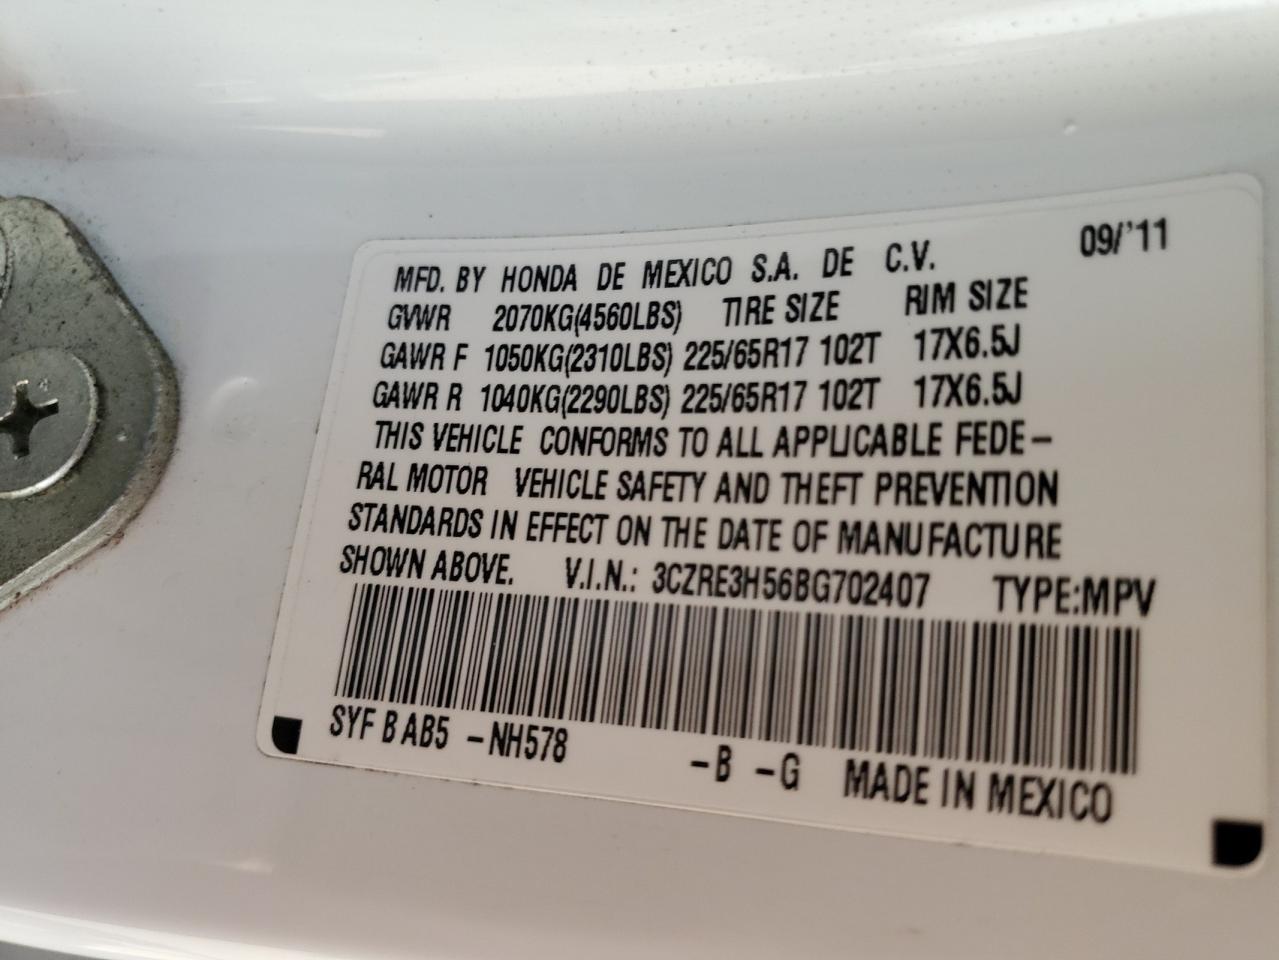 MFD. BY HONDA DE MEXICO S.A. DE C.V. 09/'11
GVWR 2070KG(4560LBS) TIRE SIZE RIM SIZE
GAWR F 1050KG(2310LBS) 225/65R17 102T 17X6.5J
GAWR R 1040KG(2290LBS) 225/65R17 102T 17X6.5J
THIS VEHICLE CONFORMS TO ALL APPLICABLE FEDE-
RAL MOTOR VEHICLE SAFETY AND THEFT PREVENTION
STANDARDS IN EFFECT ON THE DATE OF MANUFACTURE
SHOWN ABOVE. V.I.N.: 3CZRE3H56BG702407 TYPE:MPV
SYF B AB5 -NH578 -B -G MADE IN MEXICO
4